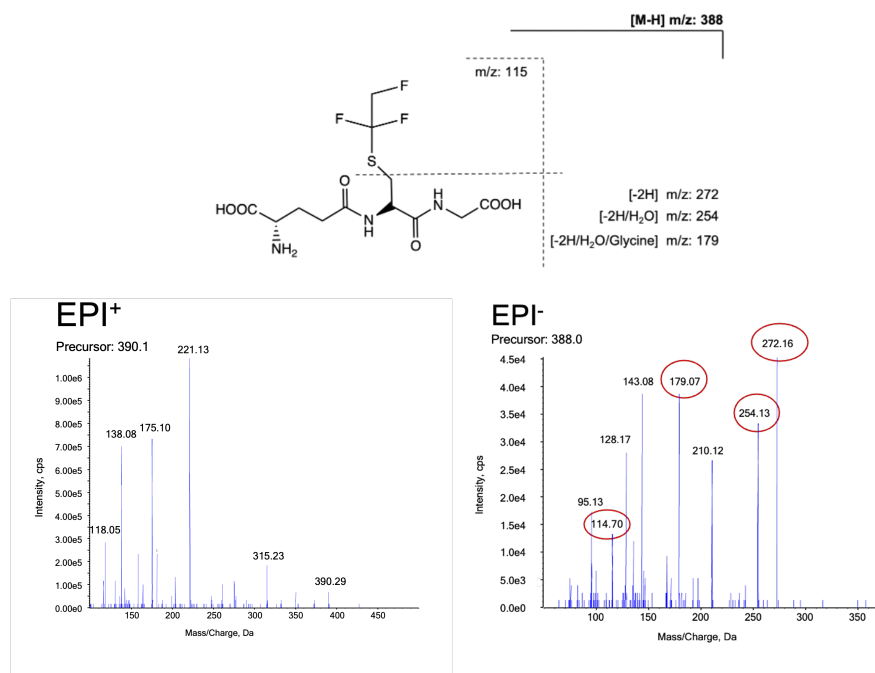 [M-H] m/z: 388
m/z: 115
F
F F
S
O
H
HOOC N COOH
N
H
NH₂ O
[-2H] m/z: 272
[-2H/H₂O] m/z: 254
[-2H/H₂O/Glycine] m/z: 179
EPI⁺
Precursor: 390.1
221.13
175.10
138.08
118.05
315.23
390.29
1.00e6
9.00e5
8.00e5
7.00e5
6.00e5
5.00e5
4.00e5
3.00e5
2.00e5
1.00e5
0.00e0
Intensity, cps
150 200 250 300 350 400 450
Mass/Charge, Da
EPI⁻
Precursor: 388.0
272.16
143.08
179.07
254.13
128.17
210.12
95.13
114.70
4.5e4
4.0e4
3.5e4
3.0e4
2.5e4
2.0e4
1.5e4
1.0e4
5.0e3
0.0e0
Intensity, cps
100 150 200 250 300 350
Mass/Charge, Da